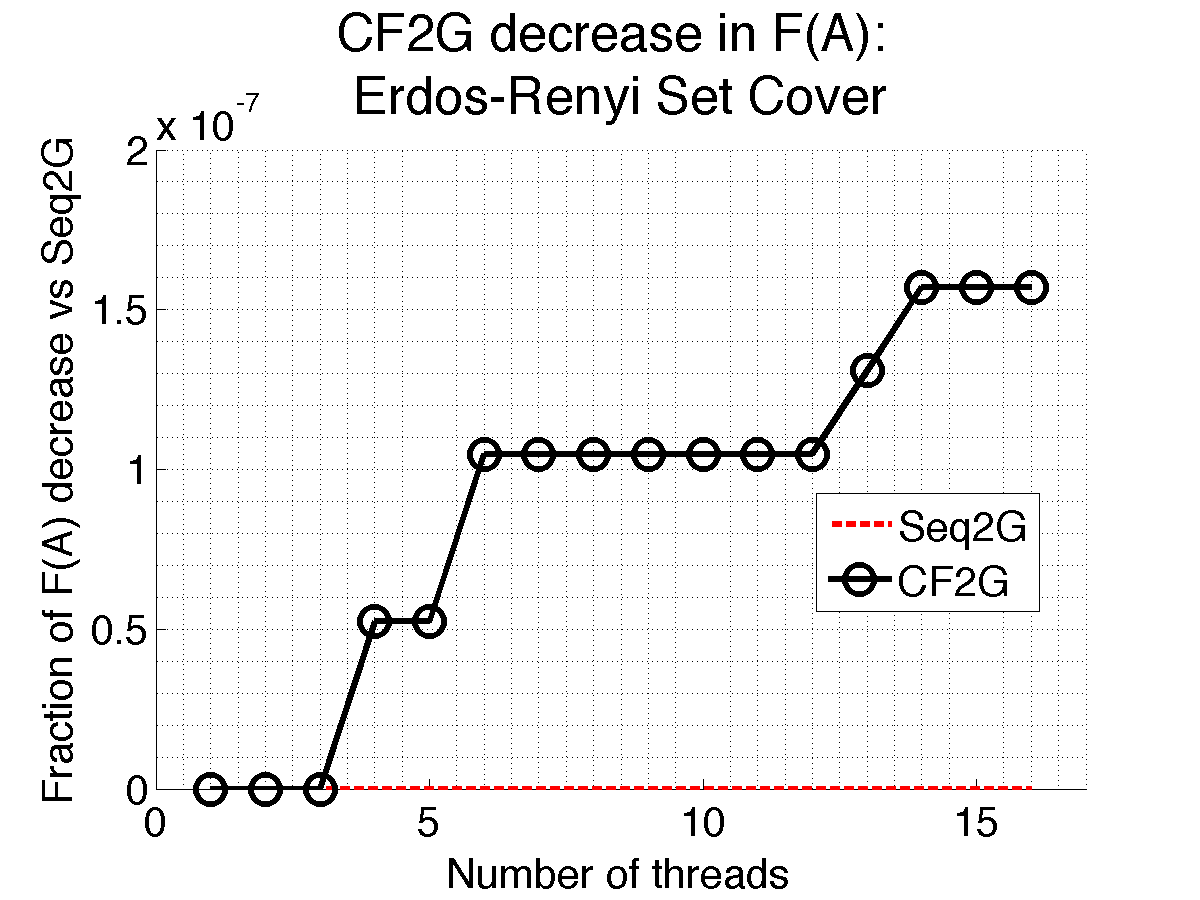 CF2G decrease in F(A):
Erdos-Renyi Set Cover
x 10^-7
Fraction of F(A) decrease vs Seq2G
2
1.5
1
0.5
0
0 5 10 15
Number of threads
Seq2G
CF2G